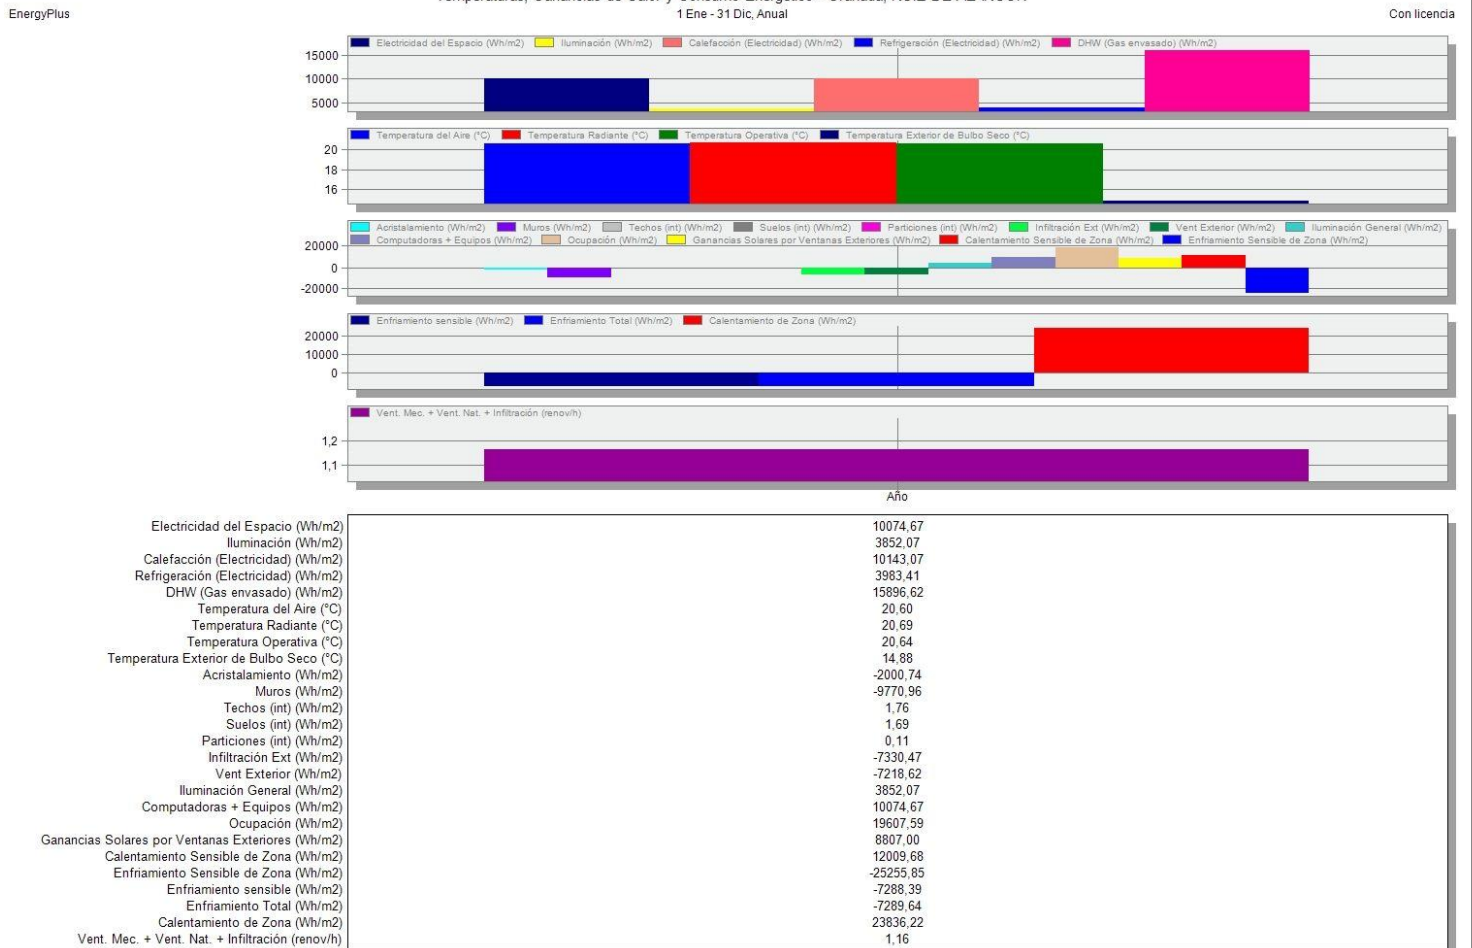 EnergyPlus
1 Ene - 31 Dic, Anual
Con licencia
Electricidad del Espacio (Wh/m2) Iluminación (Wh/m2) Calefacción (Electricidad) (Wh/m2) Refrigeración (Electricidad) (Wh/m2) DHW (Gas envasado) (Wh/m2)
15000
10000
5000
Temperatura del Aire (°C) Temperatura Radiante (°C) Temperatura Operativa (°C) Temperatura Exterior de Bulbo Seco (°C)
20
18
16
Acristalamiento (Wh/m2) Muros (Wh/m2) Techos (int) (Wh/m2) Suelos (int) (Wh/m2) Particiones (int) (Wh/m2) Infiltración Ext (Wh/m2) Vent Exterior (Wh/m2) Iluminación General (Wh/m2)
Computadoras + Equipos (Wh/m2) Ocupación (Wh/m2) Ganancias Solares por Ventanas Exteriores (Wh/m2) Calentamiento Sensible de Zona (Wh/m2) Enfriamiento Sensible de Zona (Wh/m2)
20000
0
-20000
Enfriamiento sensible (Wh/m2) Enfriamiento Total (Wh/m2) Calentamiento de Zona (Wh/m2)
20000
10000
0
Vent. Mec. + Vent. Nat. + Infiltración (renov/h)
1,2
1,1
Año
Electricidad del Espacio (Wh/m2) 10074,67
Iluminación (Wh/m2) 3852,07
Calefacción (Electricidad) (Wh/m2) 10143,07
Refrigeración (Electricidad) (Wh/m2) 3983,41
DHW (Gas envasado) (Wh/m2) 15896,62
Temperatura del Aire (°C) 20,60
Temperatura Radiante (°C) 20,69
Temperatura Operativa (°C) 20,64
Temperatura Exterior de Bulbo Seco (°C) 14,88
Acristalamiento (Wh/m2) -2000,74
Muros (Wh/m2) -9770,96
Techos (int) (Wh/m2) 1,76
Suelos (int) (Wh/m2) 1,69
Particiones (int) (Wh/m2) 0,11
Infiltración Ext (Wh/m2) -7330,47
Vent Exterior (Wh/m2) -7218,62
Iluminación General (Wh/m2) 3852,07
Computadoras + Equipos (Wh/m2) 10074,67
Ocupación (Wh/m2) 19607,59
Ganancias Solares por Ventanas Exteriores (Wh/m2) 8807,00
Calentamiento Sensible de Zona (Wh/m2) 12009,68
Enfriamiento Sensible de Zona (Wh/m2) -25255,85
Enfriamiento sensible (Wh/m2) -7288,39
Enfriamiento Total (Wh/m2) -7289,64
Calentamiento de Zona (Wh/m2) 23836,22
Vent. Mec. + Vent. Nat. + Infiltración (renov/h) 1,16